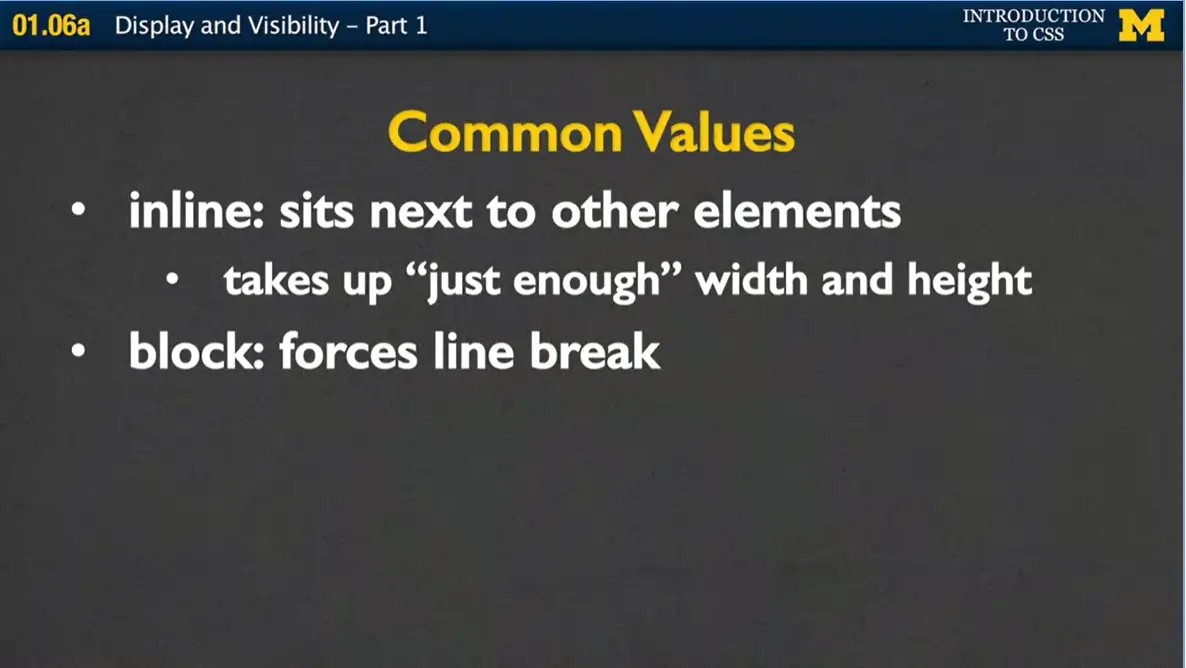 01.06a Display and Visibility – Part 1
INTRODUCTION
TO CSS
M
Common Values
• inline: sits next to other elements
• takes up “just enough” width and height
• block: forces line break